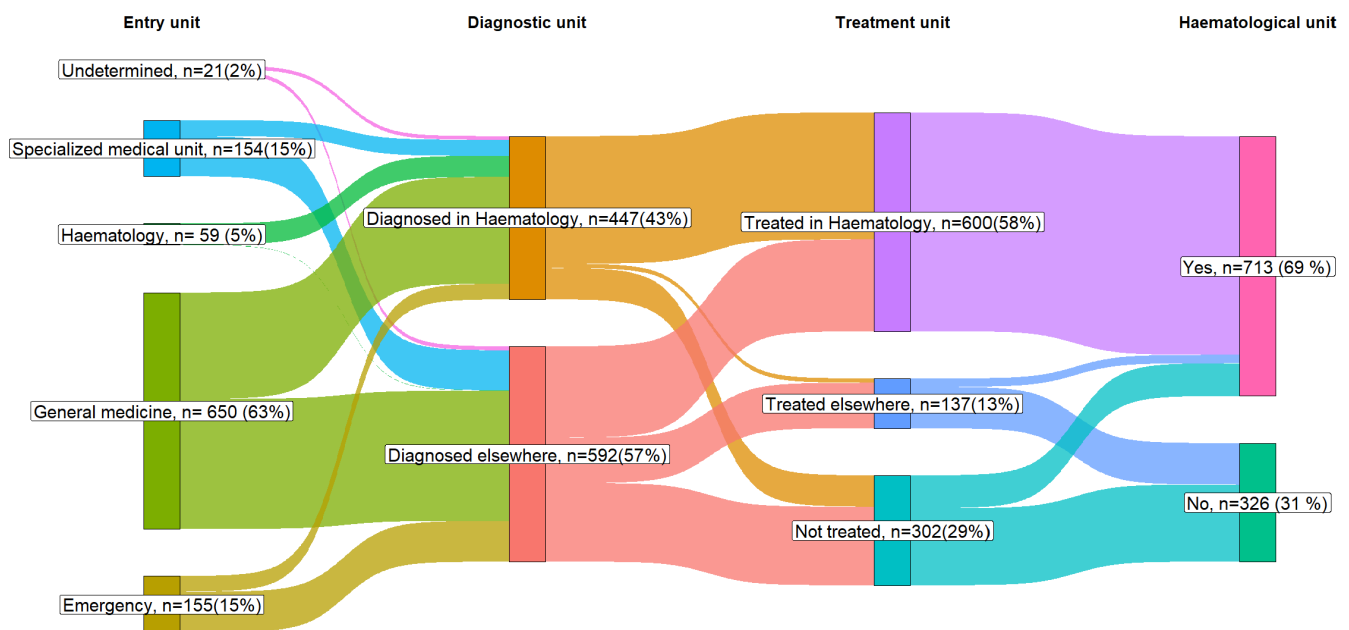 Entry unit
Diagnostic unit
Treatment unit
Haematological unit
Undetermined, n=21(2%)
Specialized medical unit, n=154(15%)
Haematology, n= 59 (5%)
General medicine, n= 650 (63%)
Emergency, n=155(15%)
Diagnosed in Haematology, n=447(43%)
Diagnosed elsewhere, n=592(57%)
Treated in Haematology, n=600(58%)
Treated elsewhere, n=137(13%)
Not treated, n=302(29%)
Yes, n=713 (69 %)
No, n=326 (31 %)